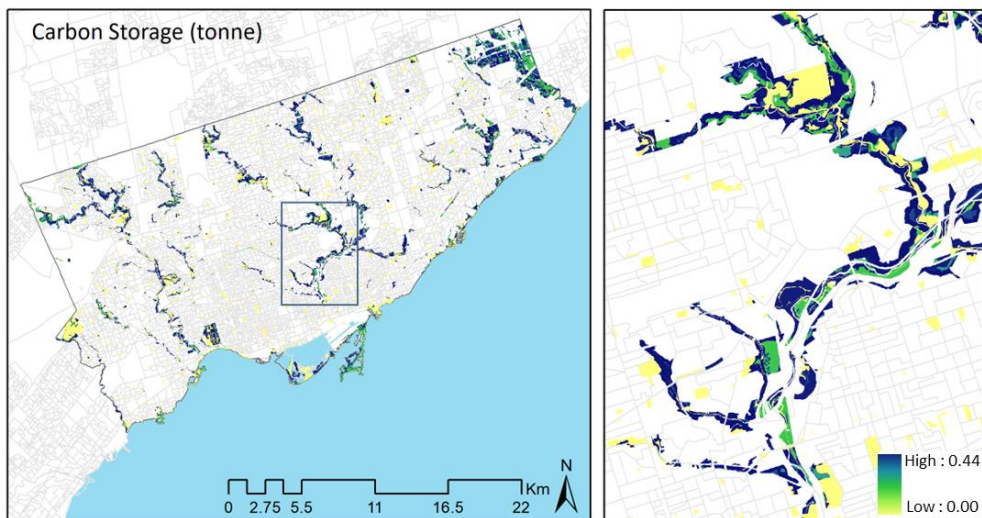 Carbon Storage (tonne)
N
Km
0 2.75 5.5 11 16.5 22
High : 0.44
Low : 0.00